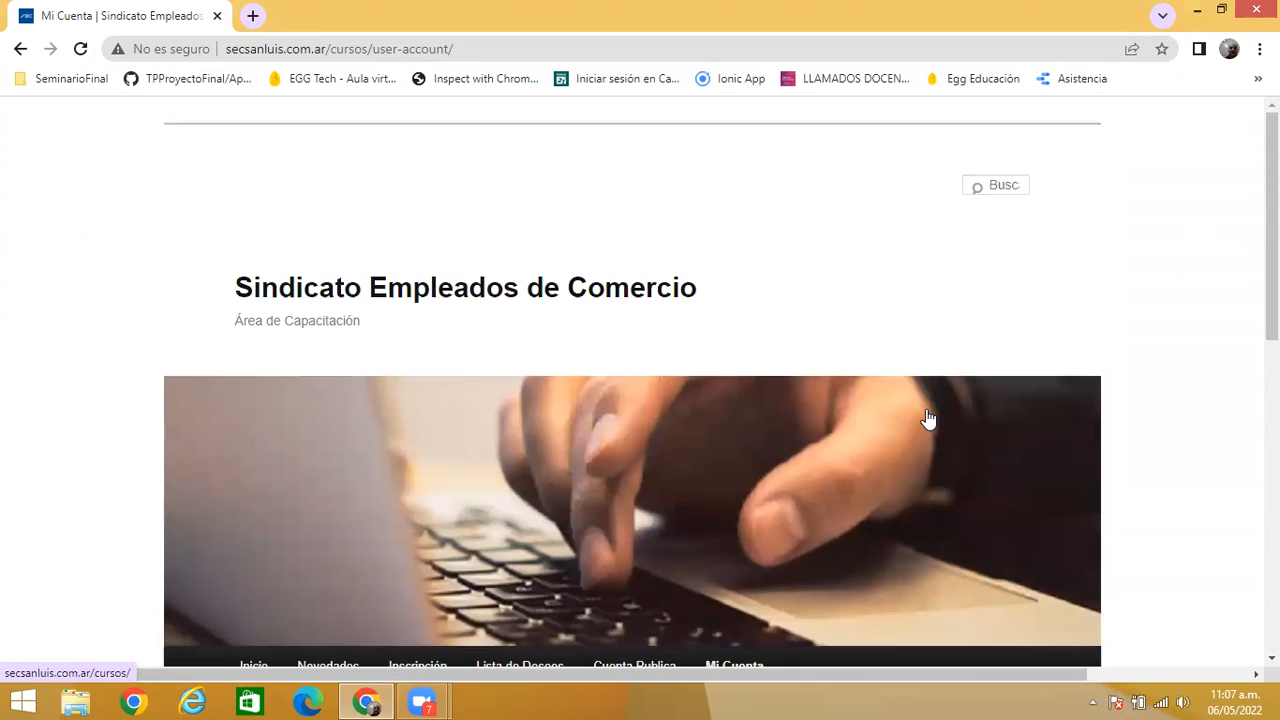 Mi Cuenta | Sindicato Empleados
No es seguro secsanluis.com.ar/cursos/user-account/
SeminarioFinal TPProyectoFinal/Ap... EGG Tech - Aula virt... Inspect with Chrom... Iniciar sesión en Ca... Ionic App LLAMADOS DOCEN... Egg Educación Asistencia »
Busc
Sindicato Empleados de Comercio
Área de Capacitación
Inicio Novedades Inscripción Lista de Deseos Cuenta Publica Mi Cuenta
secsanluis.com.ar/cursos/
7
11:07 a.m.
06/05/2022